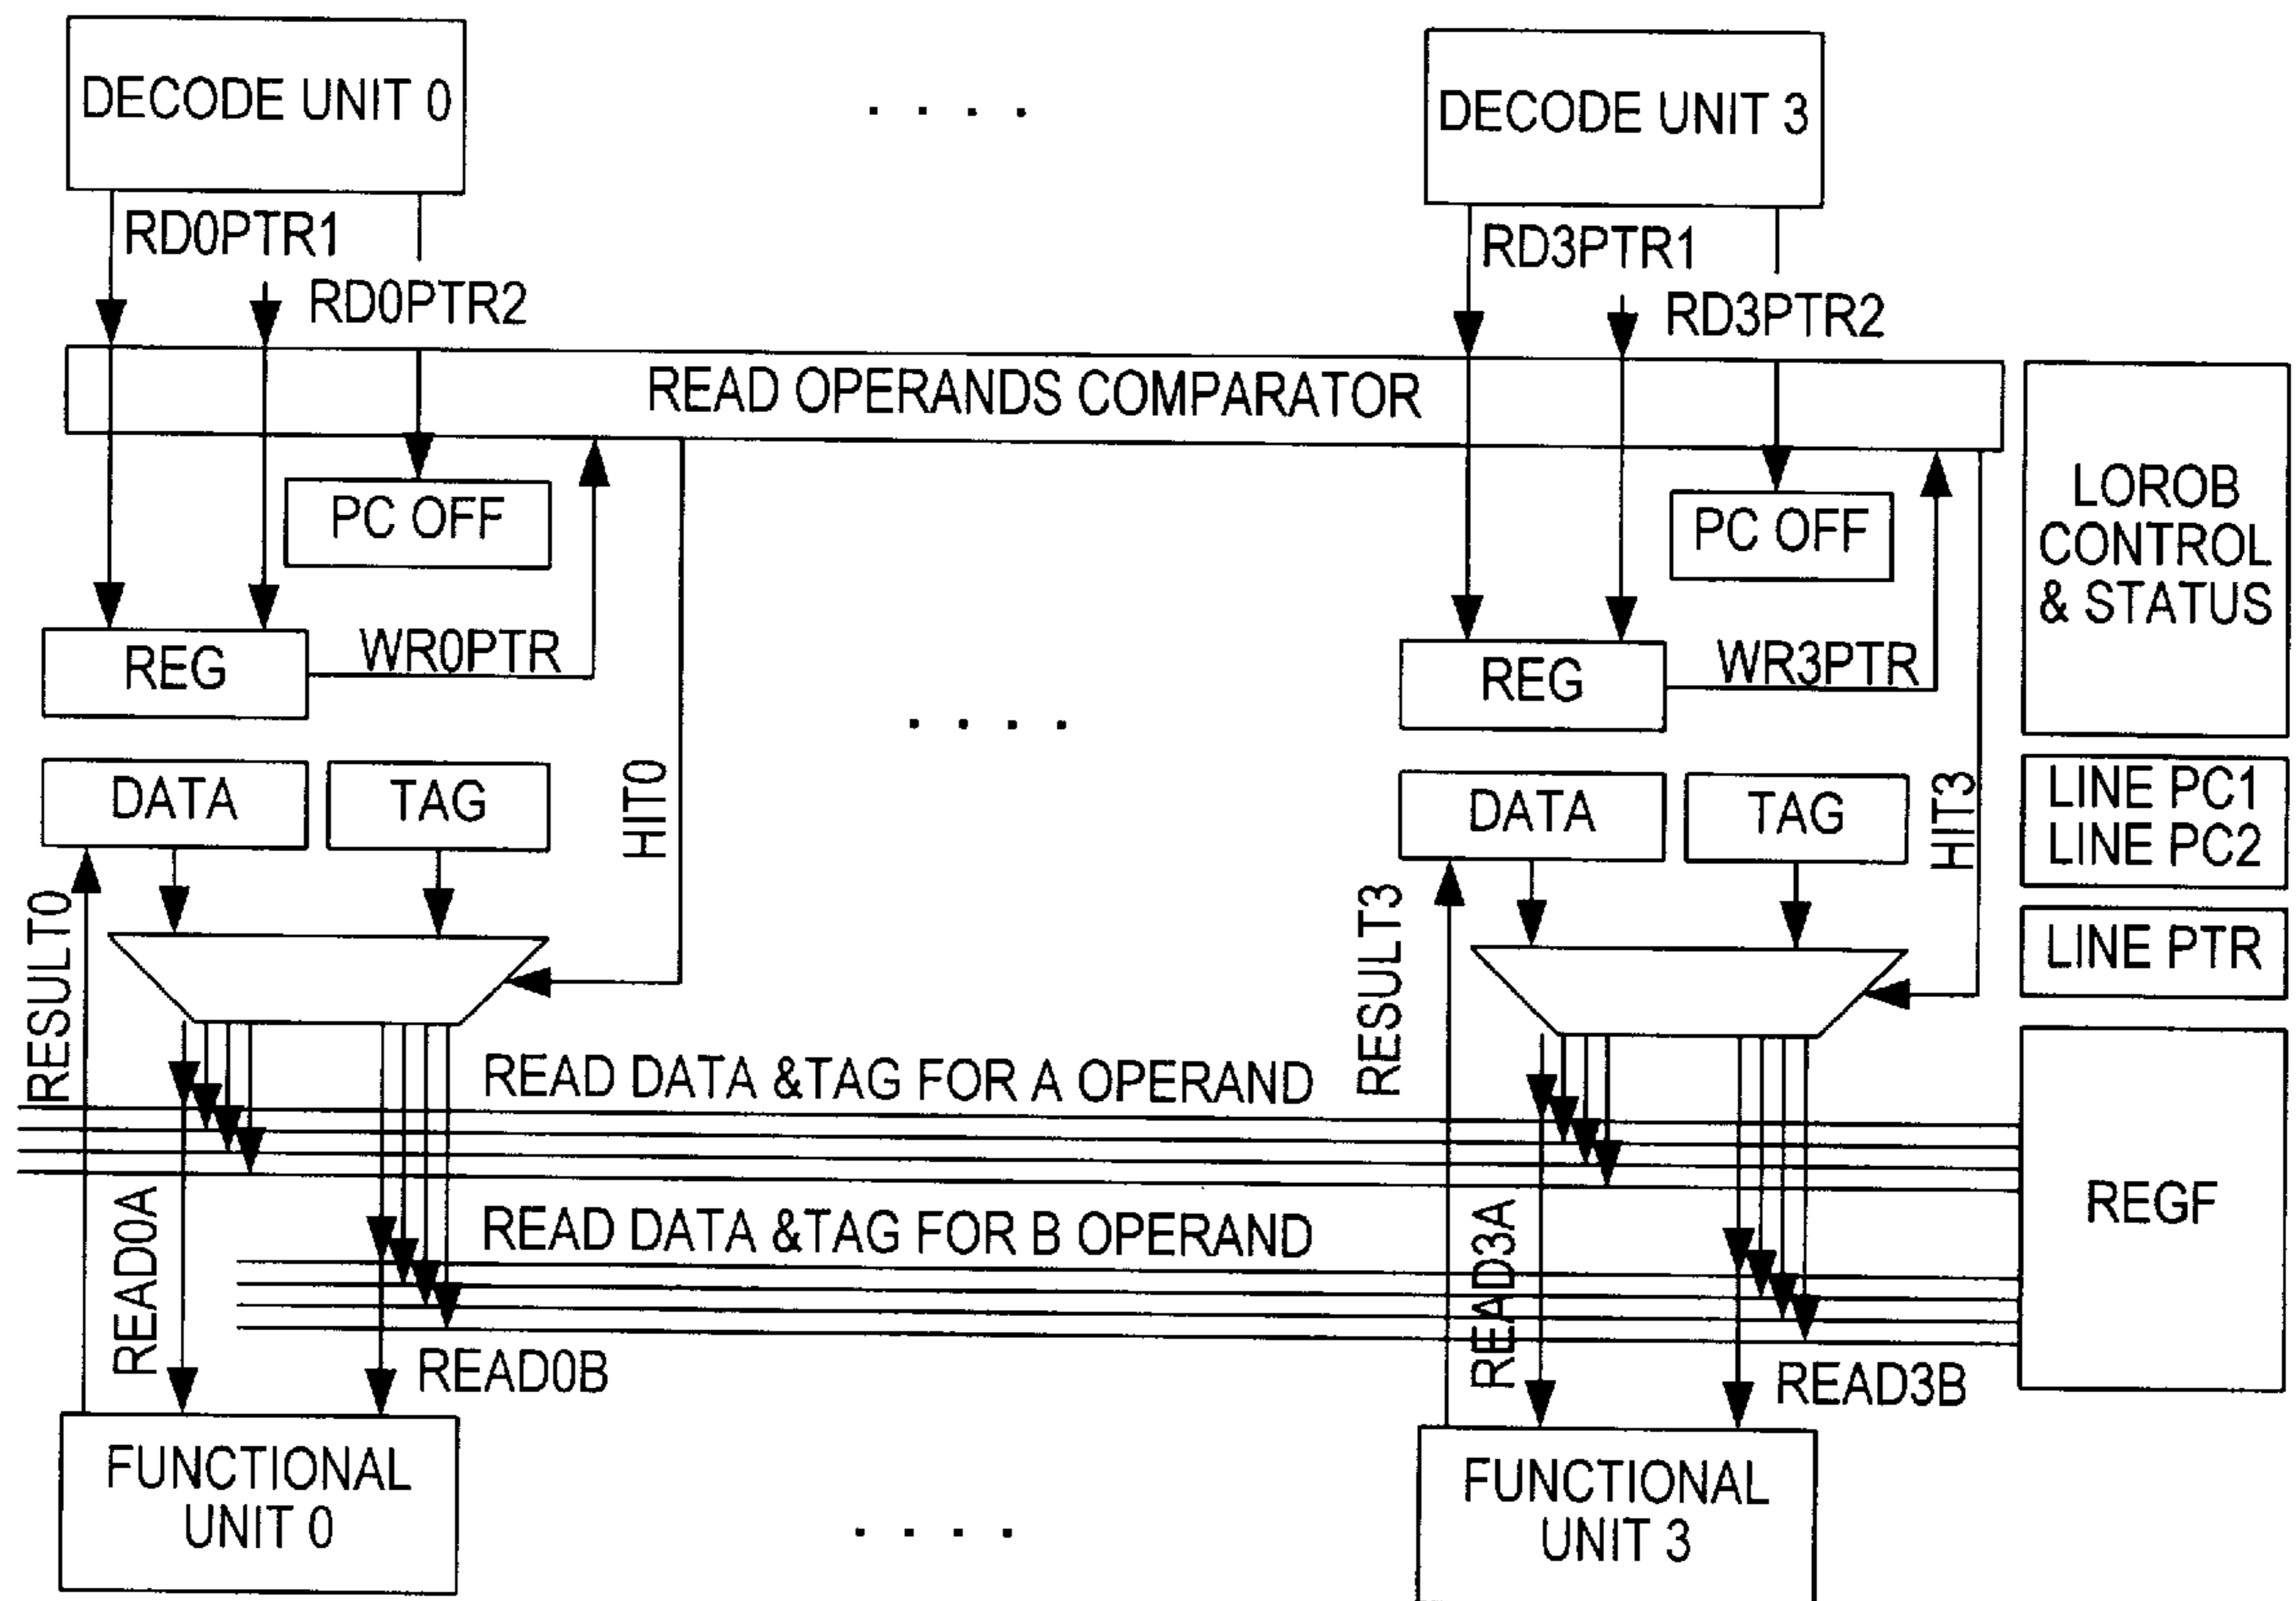 DECODE UNIT 0
DECODE UNIT 3
RD0PTR1
RD3PTR1
RD0PTR2
RD3PTR2
READ OPERANDS COMPARATOR
PC OFF
PC OFF
LOROB
CONTROL
& STATUS
REG
WR0PTR
REG
WR3PTR
DATA
TAG
HIT0
DATA
TAG
HIT3
LINE PC1
LINE PC2
LINE PTR
RESULT0
RESULT3
READ DATA &TAG FOR A OPERAND
READ DATA &TAG FOR B OPERAND
REGF
READ0A
READ0B
READ3A
READ3B
FUNCTIONAL
UNIT 0
FUNCTIONAL
UNIT 3